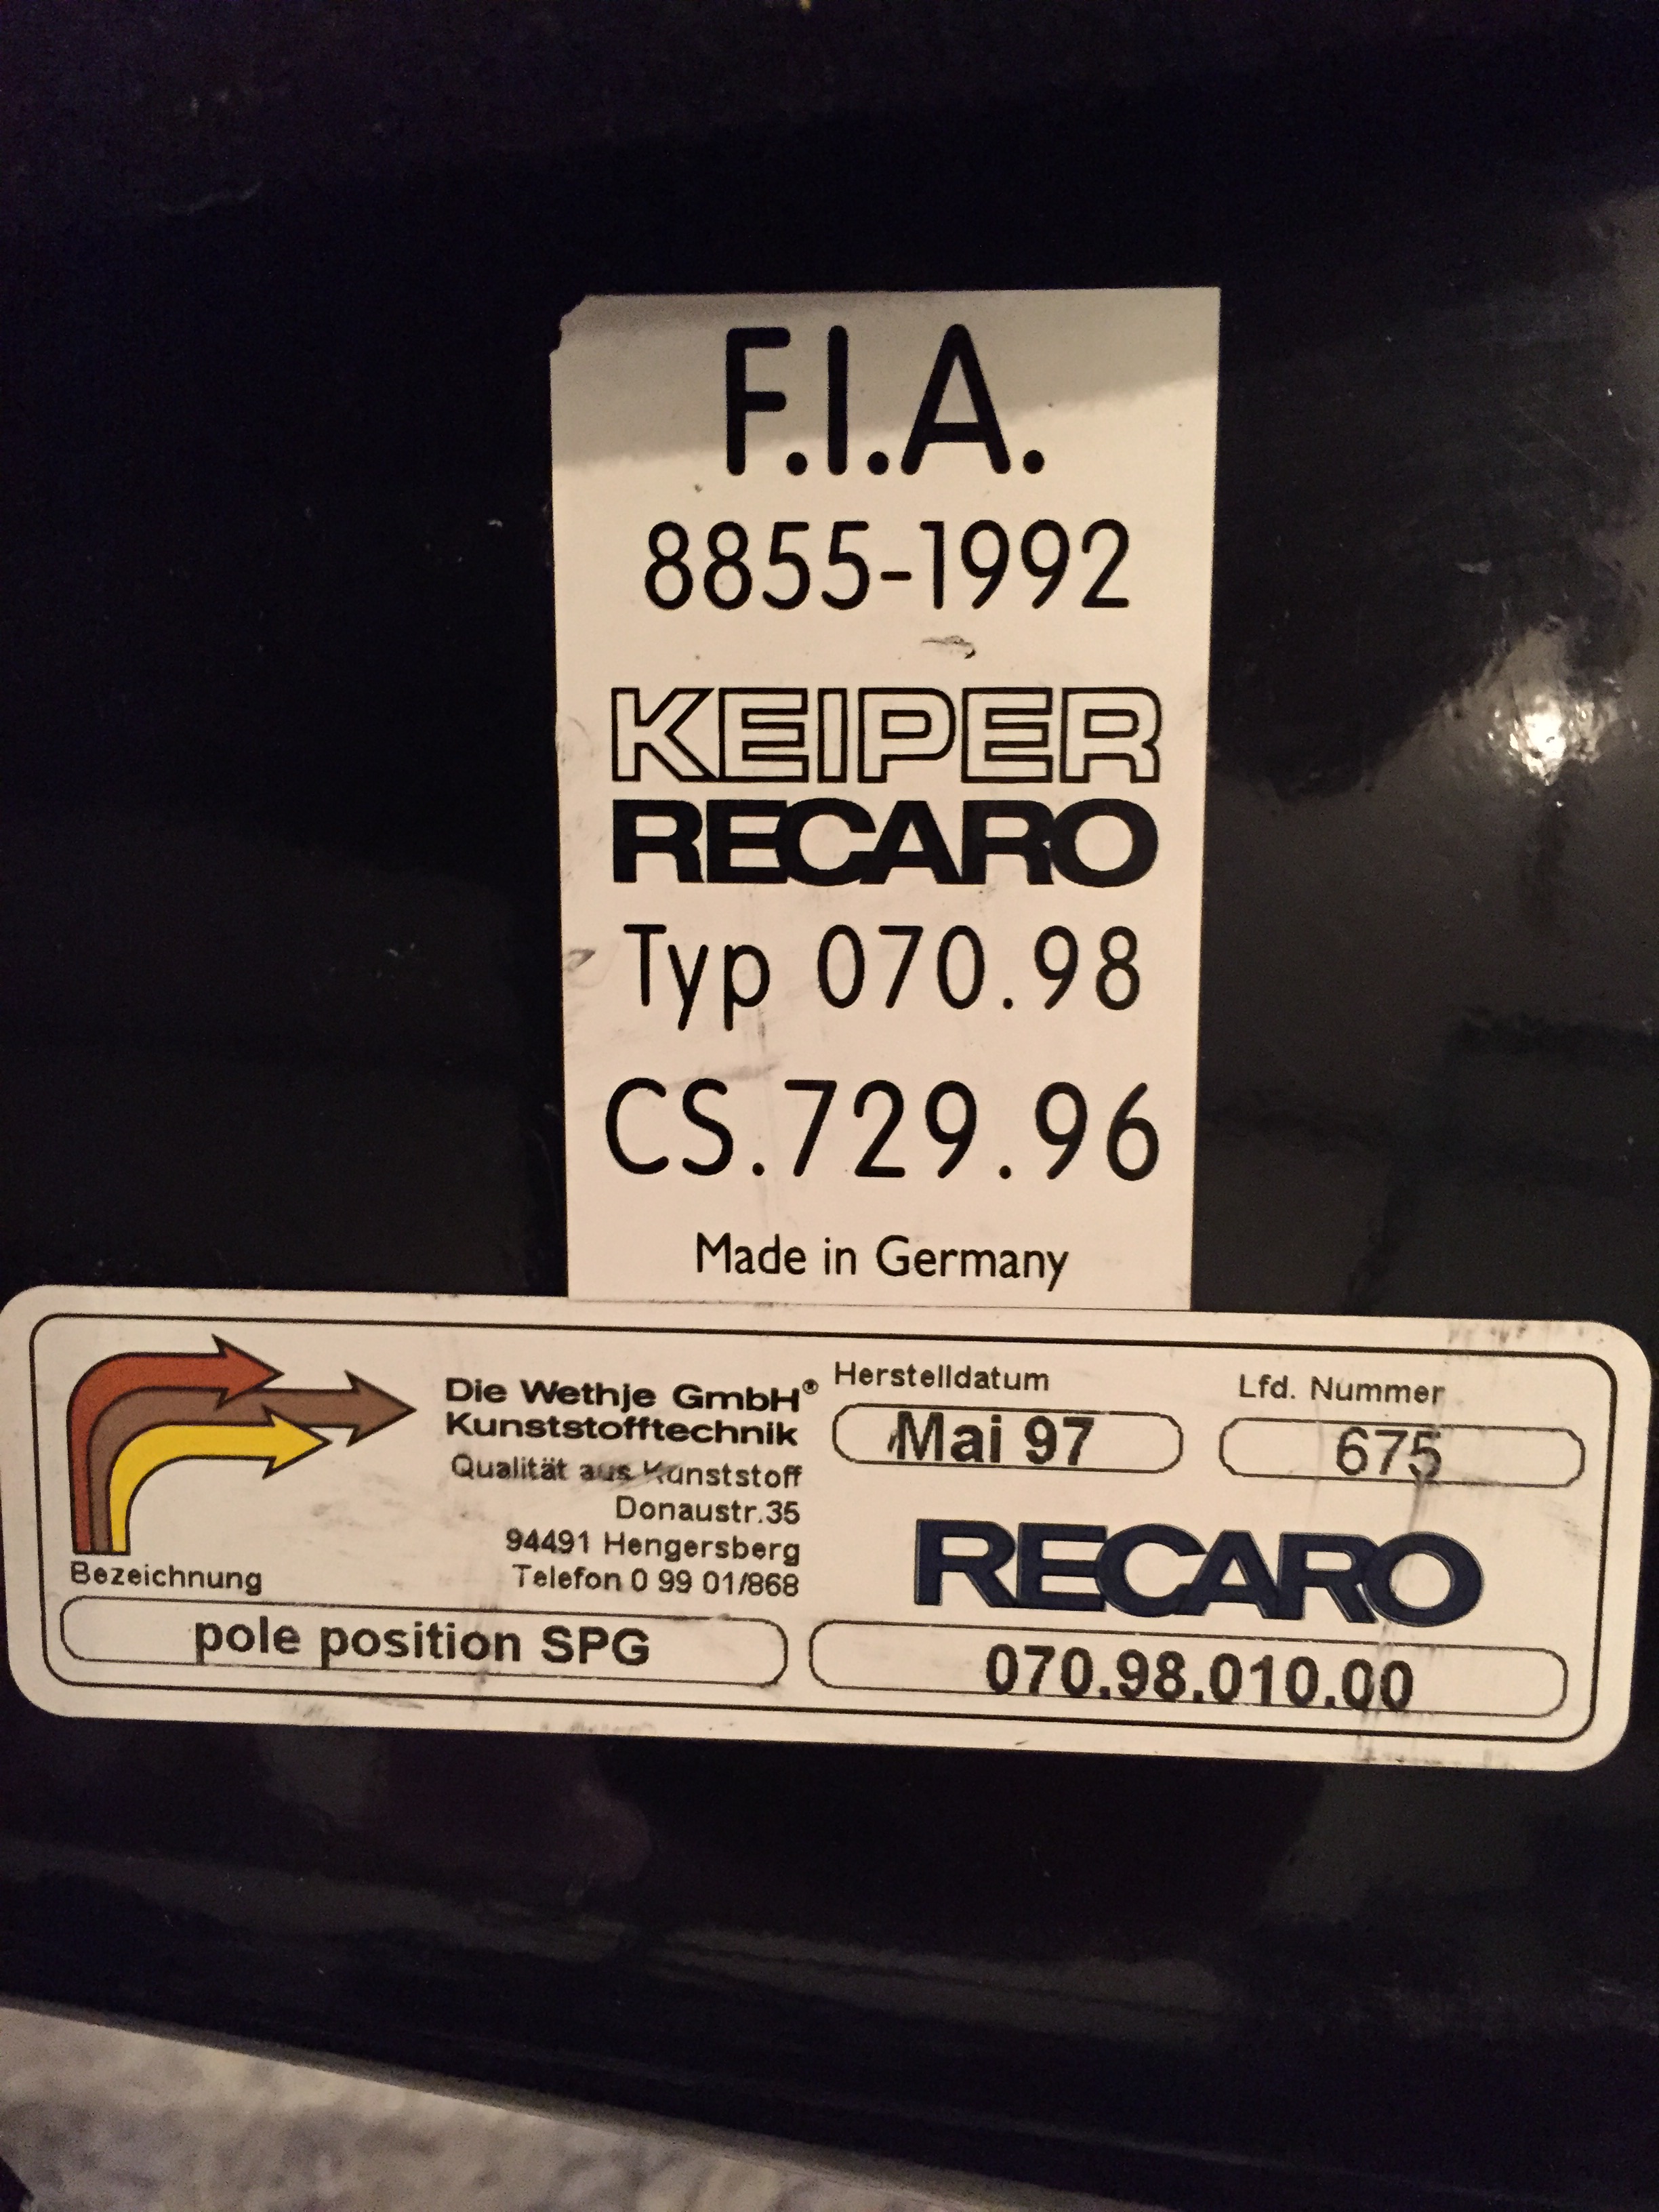 F.I.A.
8855-1992
KEIPER
RECARO
Typ 070.98
CS.729.96
Made in Germany
Die Wethje GmbH®
Kunststofftechnik
Qualität aus Kunststoff
Donaustr.35
94491 Hengersberg
Telefon 0 99 01/868
Herstelldatum
Mai 97
Lfd. Nummer
675
RECARO
Bezeichnung
pole position SPG
070.98.010.00